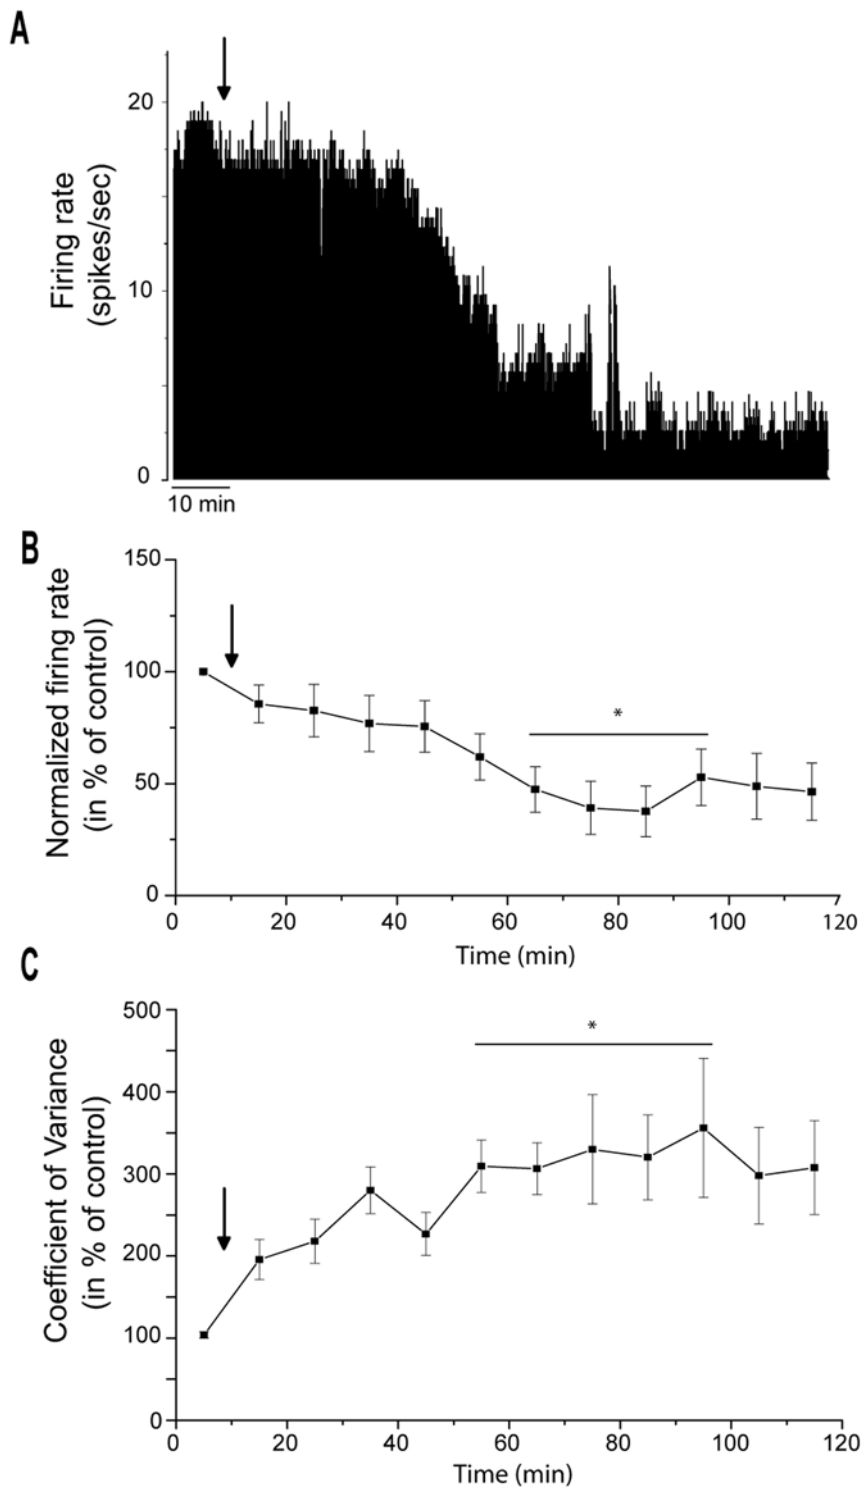 A
Firing rate
(spikes/sec)
20
10
0
10 min
B
Normalized firing rate
(in % of control)
150
100
50
0
*
0 20 40 60 80 100 120
Time (min)
C
Coefficient of Variance
(in % of control)
500
400
300
200
100
0
*
0 20 40 60 80 100 120
Time (min)